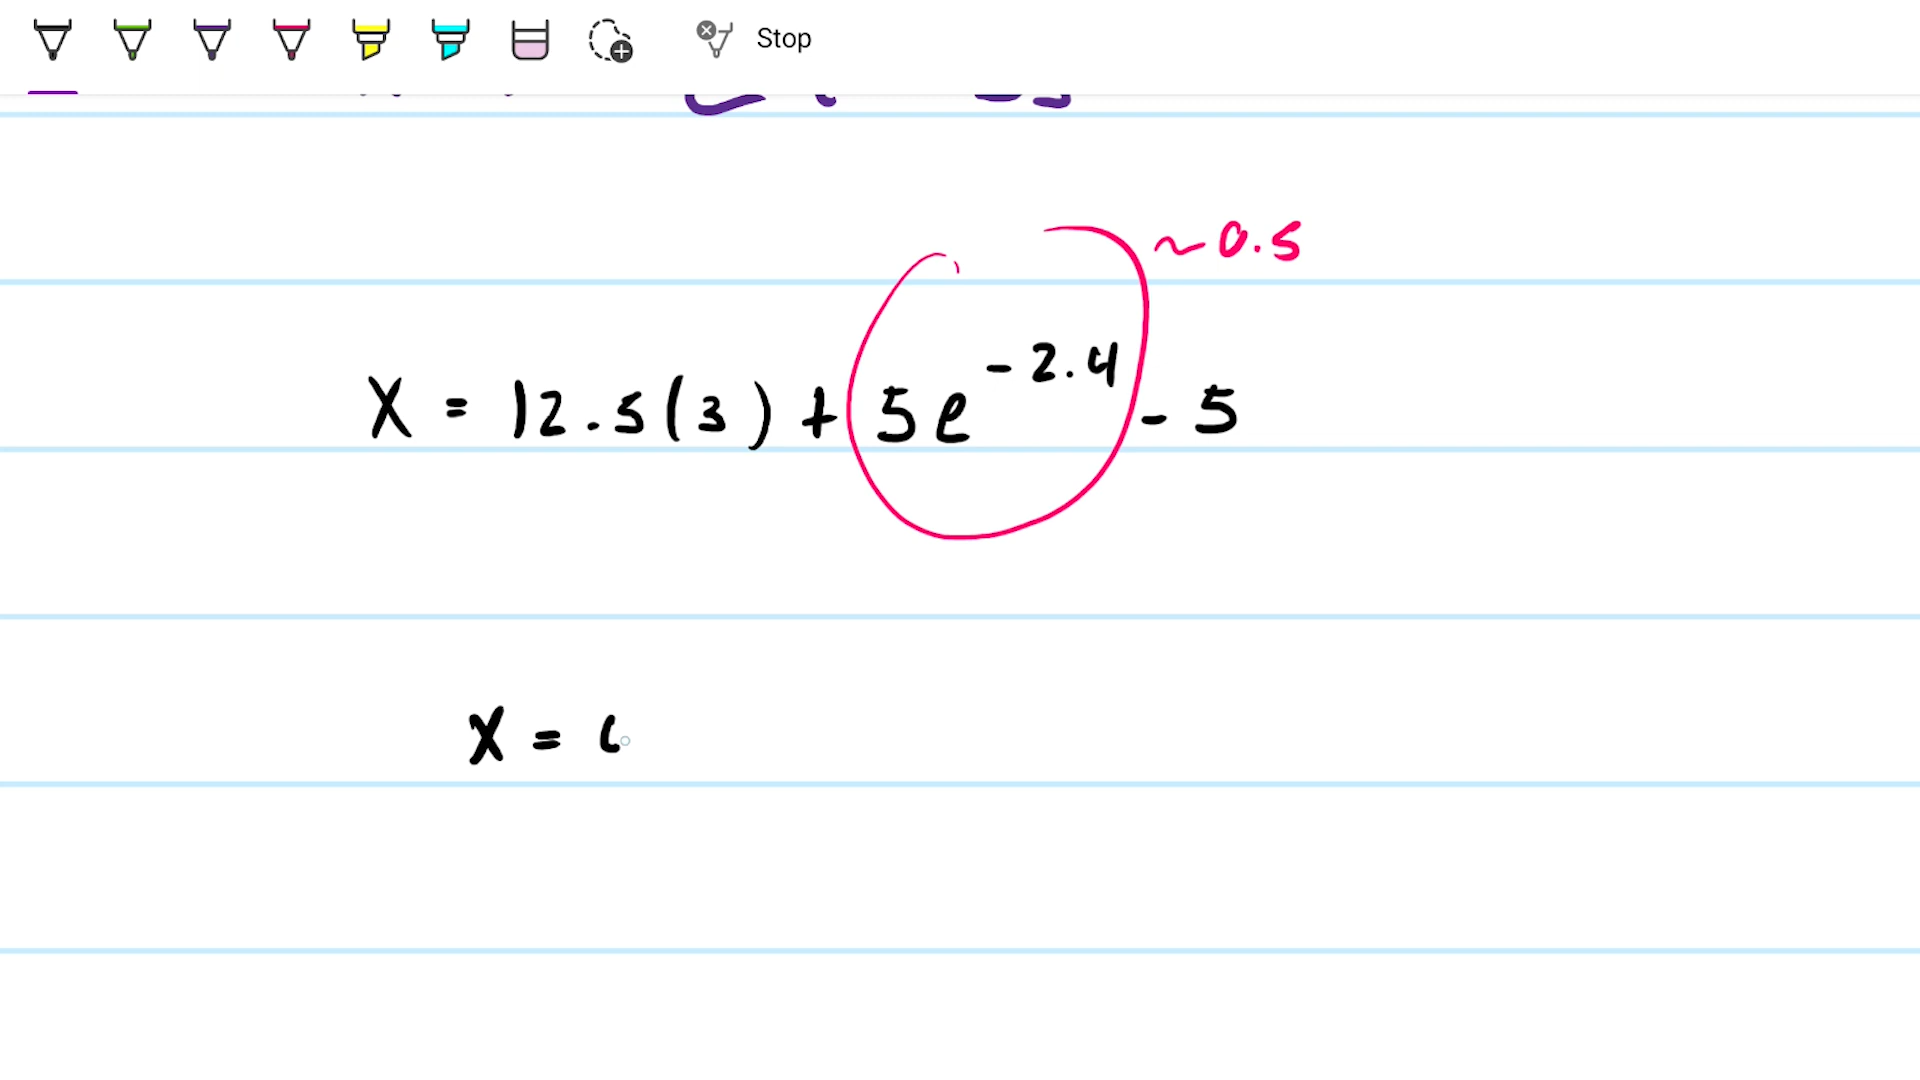 Stop
~0.5
X = 12.5(3) + 5e^-2.4 - 5
X =